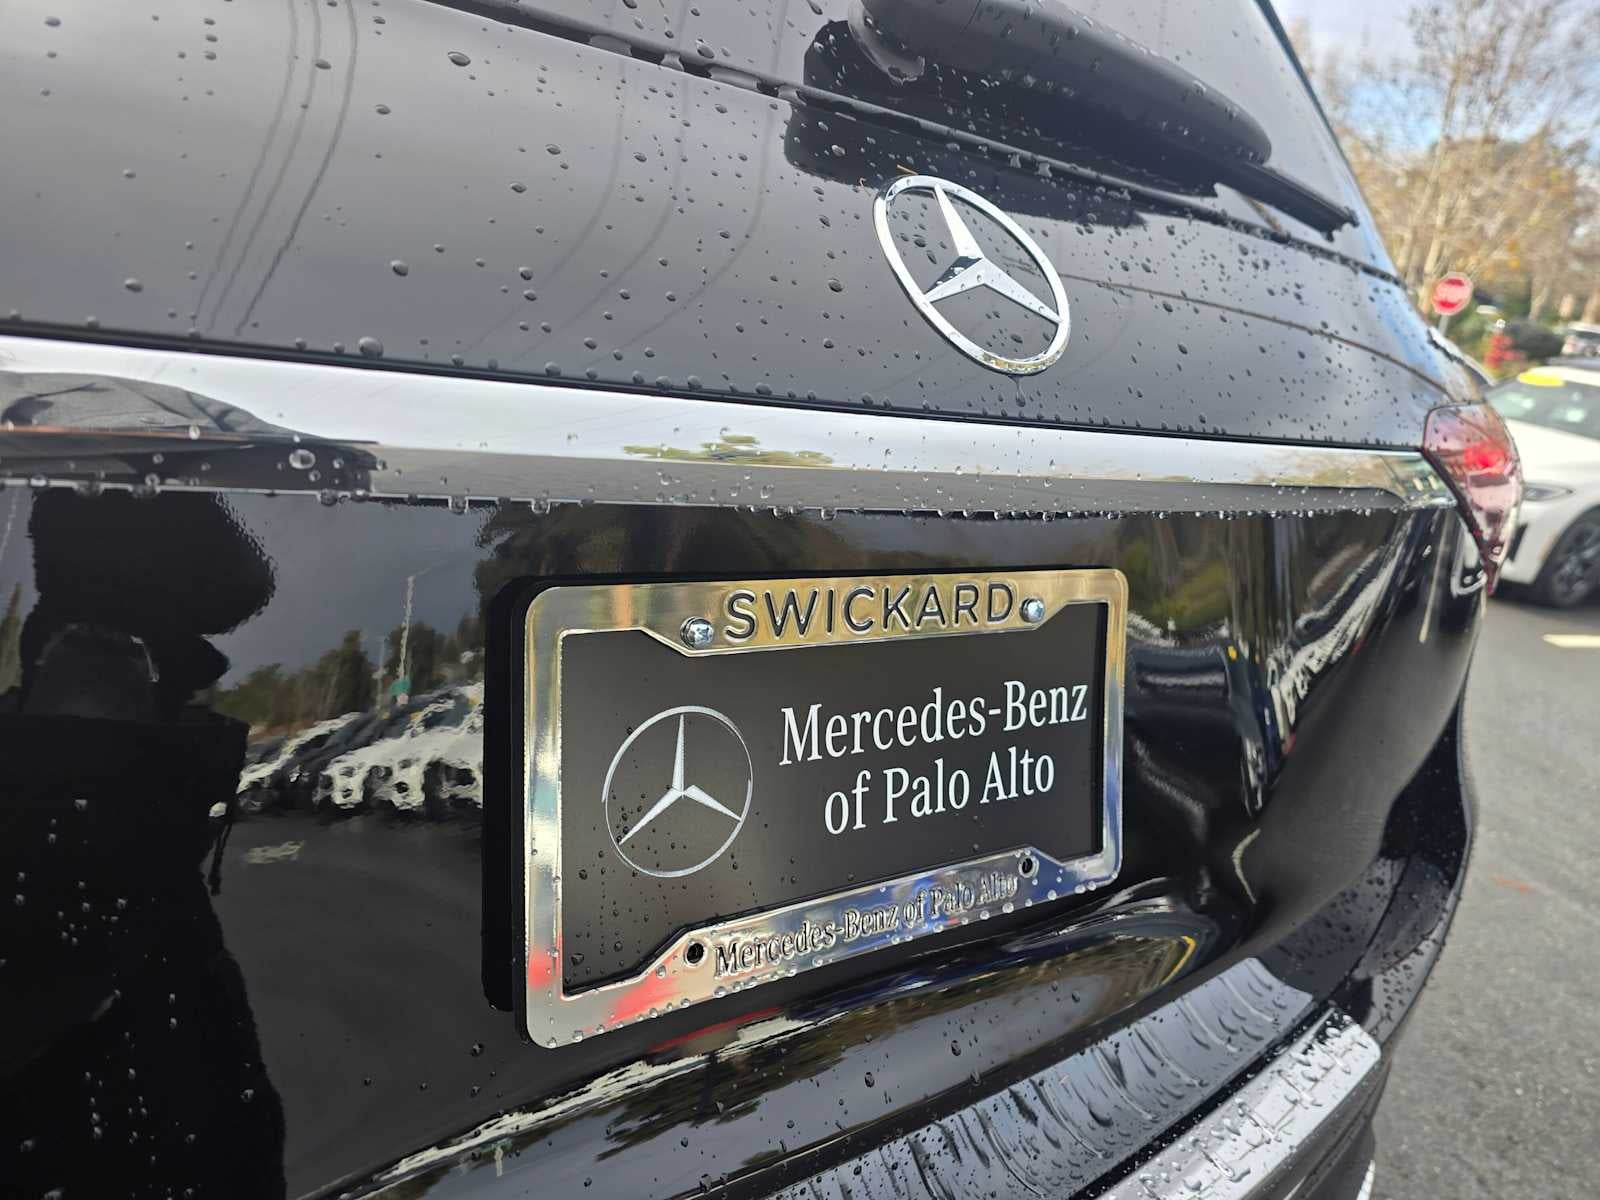 SWICKARD
Mercedes-Benz
of Palo Alto
Mercedes-Benz of Palo Alto